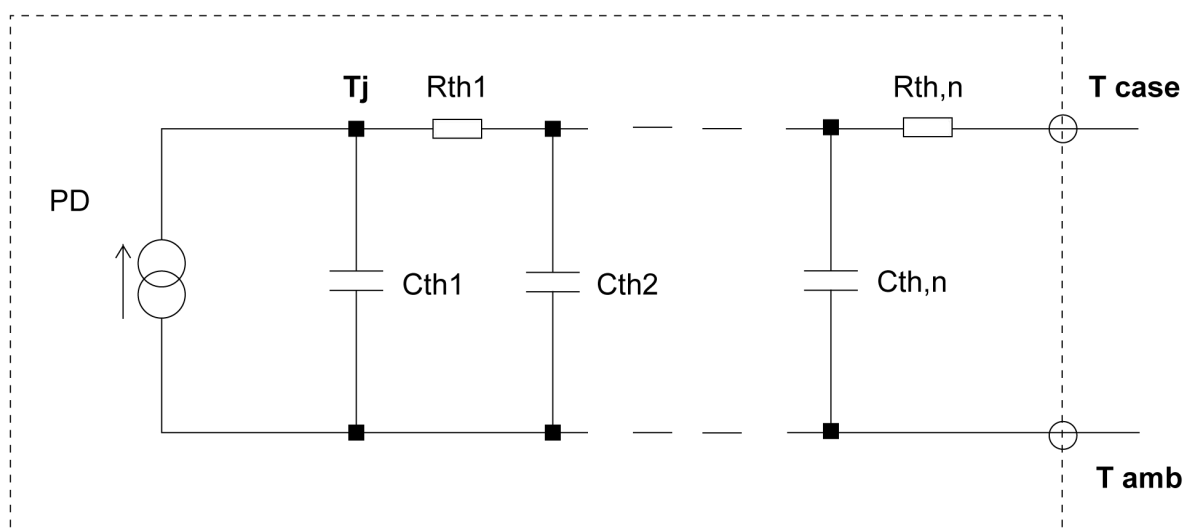 Tj
Rth1
Rth,n
T case
PD
Cth1
Cth2
Cth,n
T amb